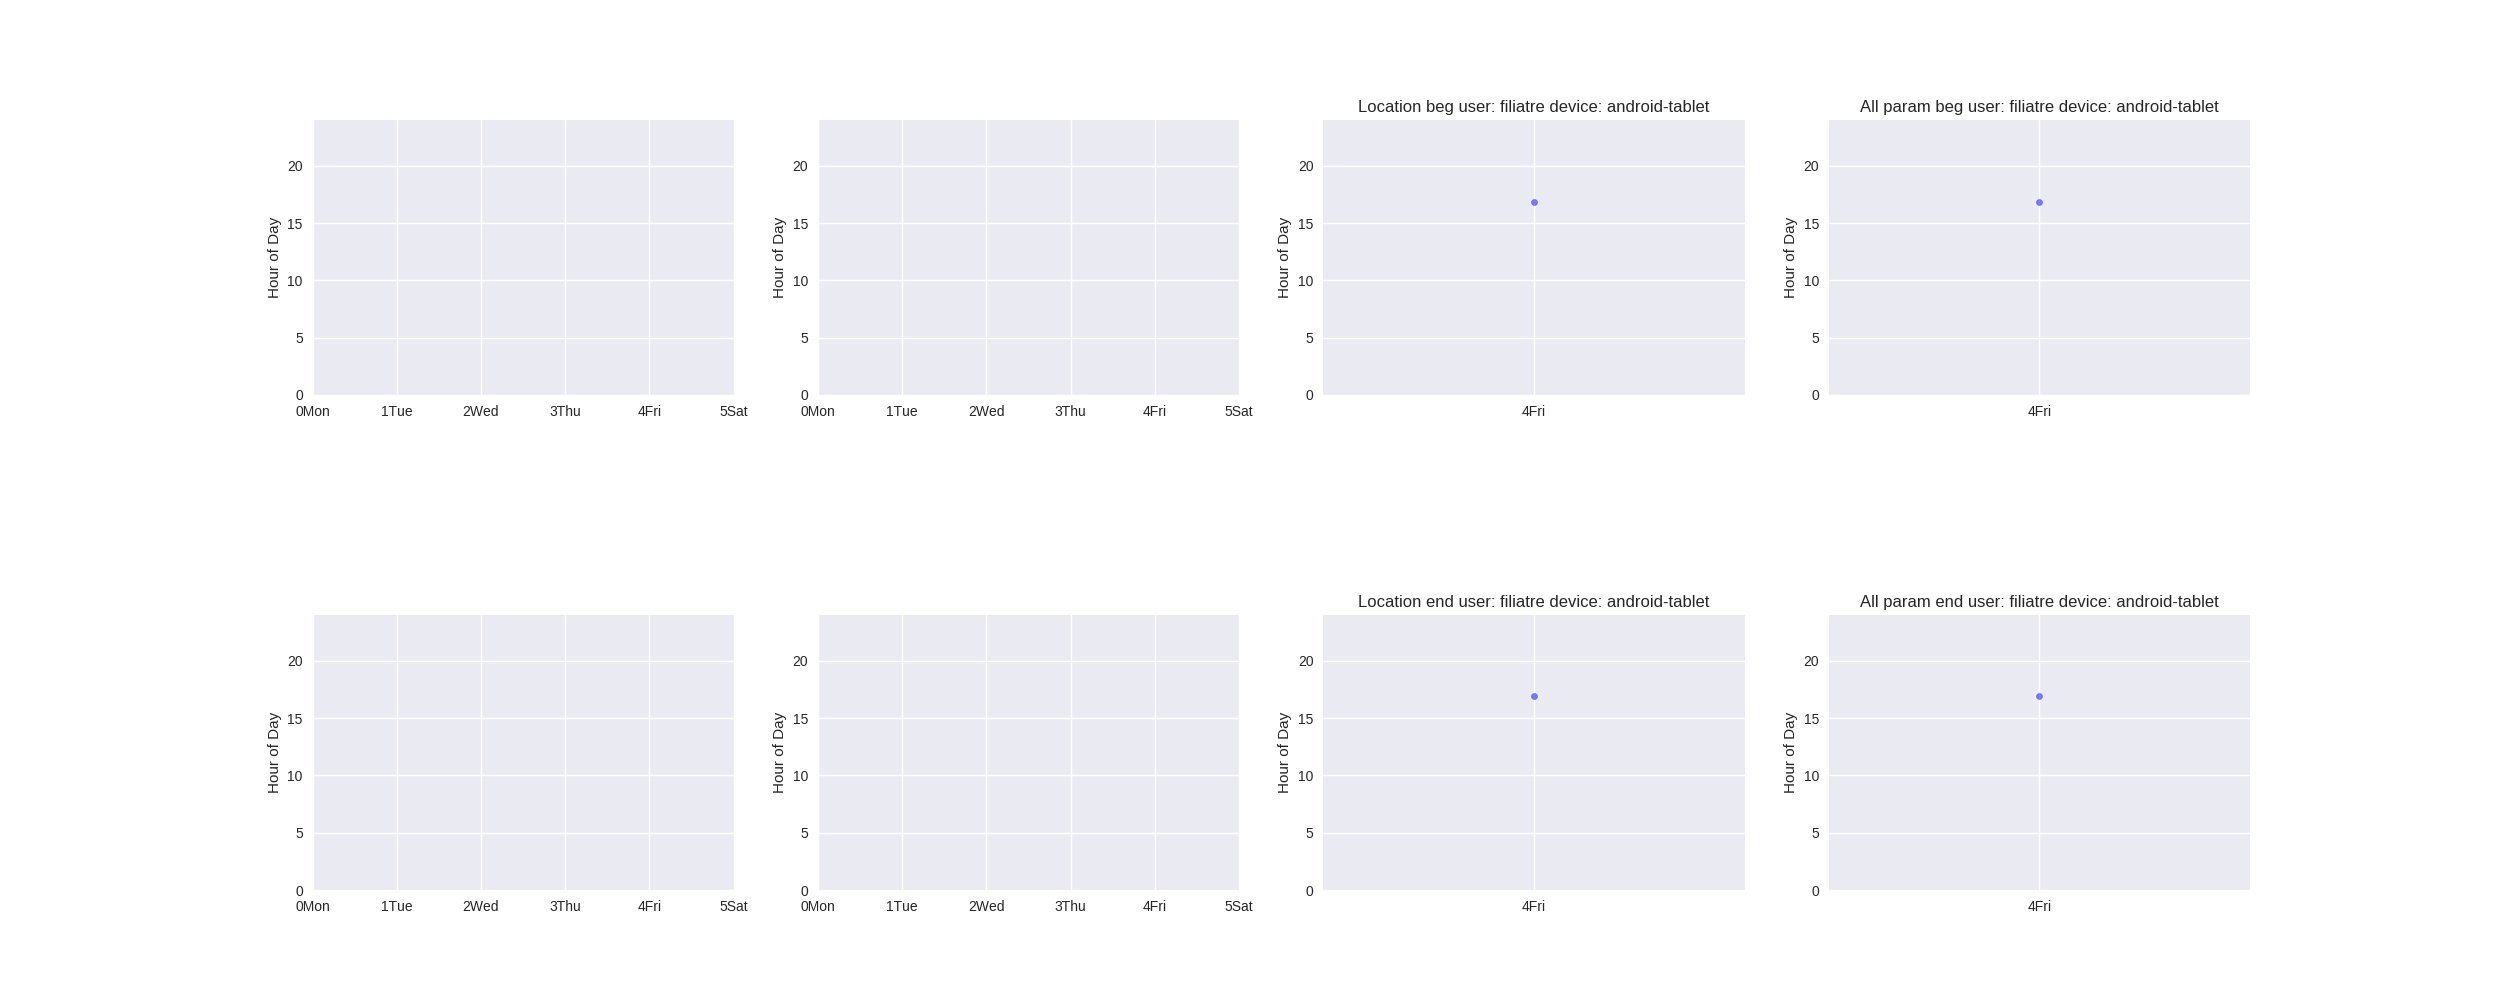 Location beg user: filiatre device: android-tablet
All param beg user: filiatre device: android-tablet
Hour of Day
20
15
10
5
0
0Mon 1Tue 2Wed 3Thu 4Fri 5Sat
Hour of Day
20
15
10
5
0
0Mon 1Tue 2Wed 3Thu 4Fri 5Sat
Hour of Day
20
15
10
5
0
4Fri
Hour of Day
20
15
10
5
0
4Fri
Location end user: filiatre device: android-tablet
All param end user: filiatre device: android-tablet
Hour of Day
20
15
10
5
0
0Mon 1Tue 2Wed 3Thu 4Fri 5Sat
Hour of Day
20
15
10
5
0
0Mon 1Tue 2Wed 3Thu 4Fri 5Sat
Hour of Day
20
15
10
5
0
4Fri
Hour of Day
20
15
10
5
0
4Fri